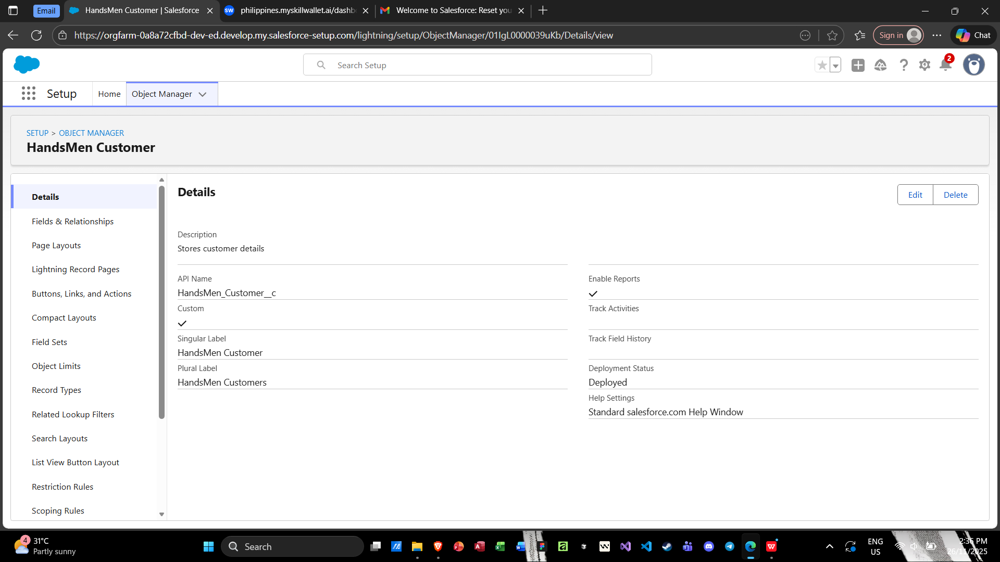 Email
HandsMen Customer | Salesforce
SW
philippines.myskillwallet.ai/dashb
Welcome to Salesforce: Reset you
https://orgfarm-0a8a72cfbd-dev-ed.develop.my.salesforce-setup.com/lightning/setup/ObjectManager/01IgL0000039uKb/Details/view
Sign in
Chat
Search Setup
2
Setup
Home
Object Manager
SETUP > OBJECT MANAGER
HandsMen Customer
Details
Fields & Relationships
Page Layouts
Lightning Record Pages
Buttons, Links, and Actions
Compact Layouts
Field Sets
Object Limits
Record Types
Related Lookup Filters
Search Layouts
List View Button Layout
Restriction Rules
Scoping Rules
Details
Edit
Delete
Description
Stores customer details
API Name
HandsMen_Customer__c
Custom
Singular Label
HandsMen Customer
Plural Label
HandsMen Customers
Enable Reports
Track Activities
Track Field History
Deployment Status
Deployed
Help Settings
Standard salesforce.com Help Window
4
31°C
Partly sunny
Search
ENG
US
2:36 PM
26/11/2025